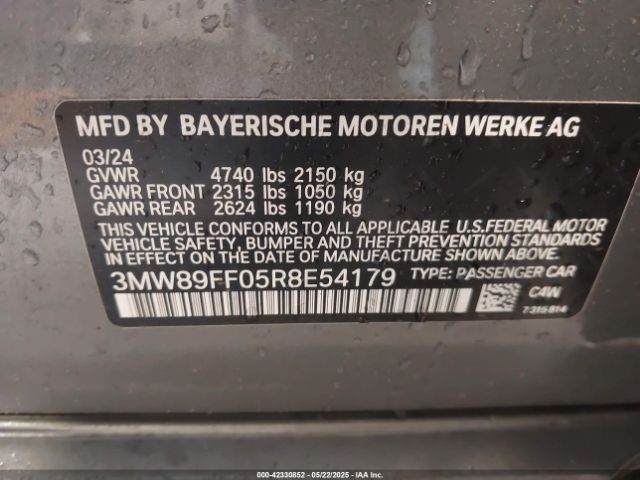 MFD BY BAYERISCHE MOTOREN WERKE AG
03/24
GVWR 4740 lbs 2150 kg
GAWR FRONT 2315 lbs 1050 kg
GAWR REAR 2624 lbs 1190 kg
THIS VEHICLE CONFORMS TO ALL APPLICABLE U.S.FEDERAL MOTOR
VEHICLE SAFETY, BUMPER, AND THEFT PREVENTION
STANDARDS IN EFFECT ON THE DATE OF MANUFACTURE SHOWN ABOVE.
3MW89FF05R8E54179 TYPE: PASSENGER CAR
C4W
7315814
000-42330852 - 05/22/2025 - IAA Inc.